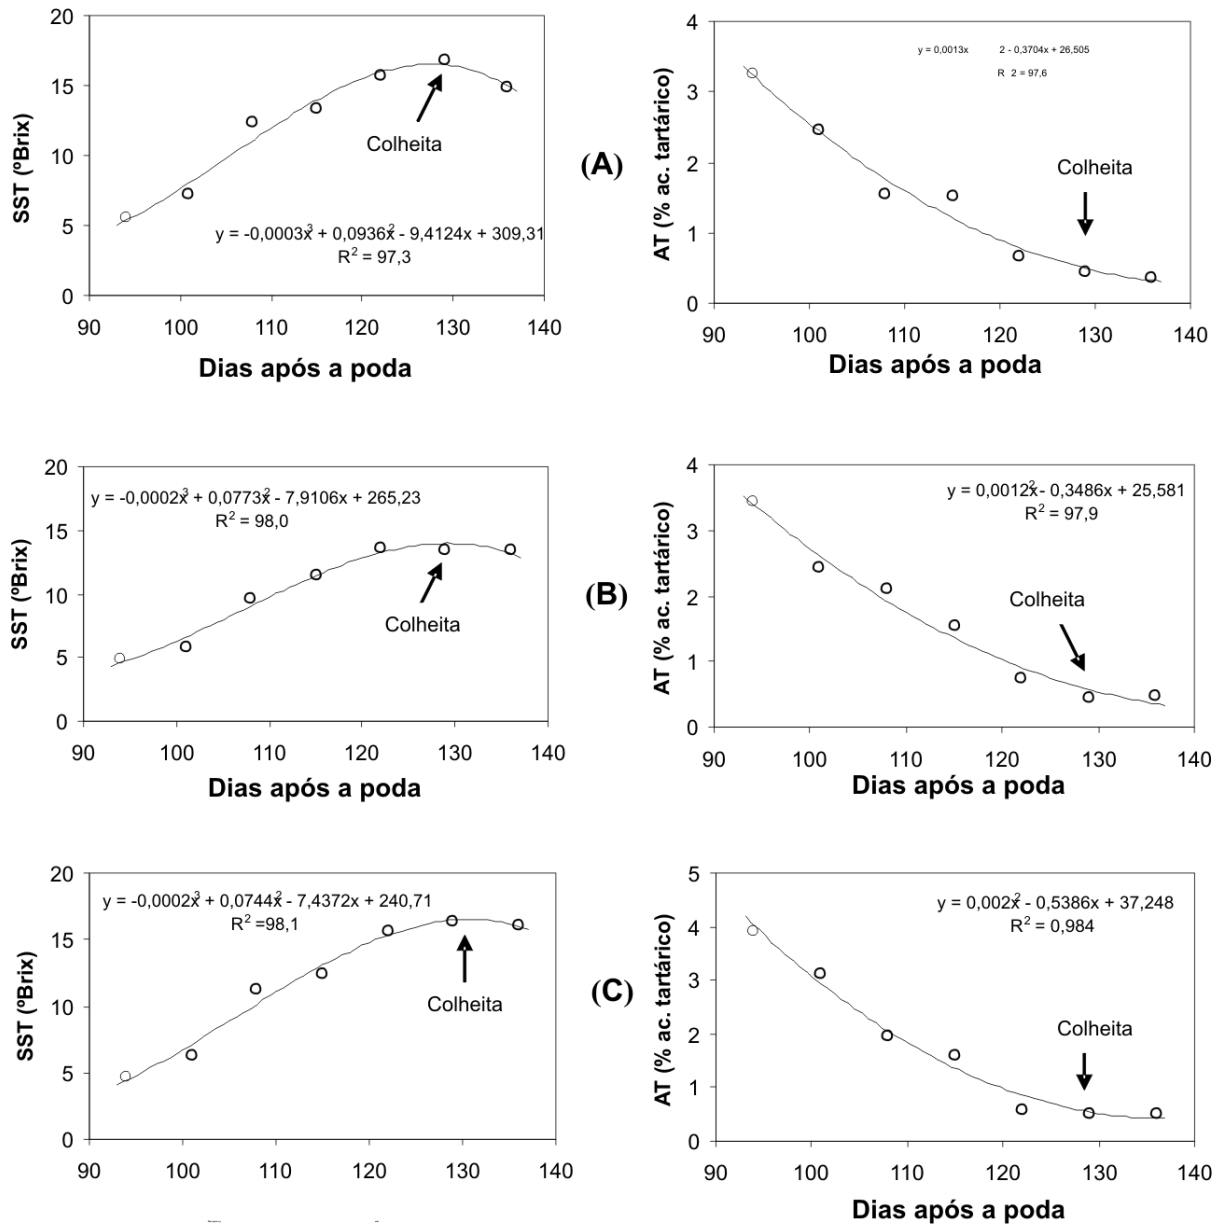 20
15
10
5
0
SST (ºBrix)
Colheita
y = -0,0003x³ + 0,0936x² - 9,4124x + 309,31
R² = 97,3
90 100 110 120 130 140
Dias após a poda
(A)
4
3
2
1
0
AT (% ac. tartárico)
y = 0,0013x 2 - 0,3704x + 26,505
R 2 = 97,6
Colheita
90 100 110 120 130 140
Dias após a poda
20
15
10
5
0
SST (ºBrix)
y = -0,0002x³ + 0,0773x² - 7,9106x + 265,23
R² = 98,0
Colheita
90 100 110 120 130 140
Dias após a poda
(B)
4
3
2
1
0
AT (% ac. tartárico)
y = 0,0012x² - 0,3486x + 25,581
R² = 97,9
Colheita
90 100 110 120 130 140
Dias após a poda
20
15
10
5
0
SST (ºBrix)
y = -0,0002x³ + 0,0744x² - 7,4372x + 240,71
R² =98,1
Colheita
90 100 110 120 130 140
(C)
5
4
3
2
1
0
AT (% ac. tartárico)
y = 0,002x² - 0,5386x + 37,248
R² = 0,984
Colheita
90 100 110 120 130 140
Dias após a poda